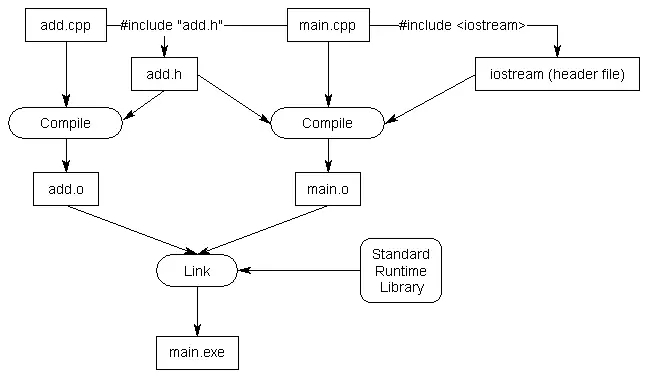 add.cpp
#include "add.h"
main.cpp
#include <iostream>
add.h
iostream (header file)
Compile
Compile
add.o
main.o
Link
Standard
Runtime
Library
main.exe